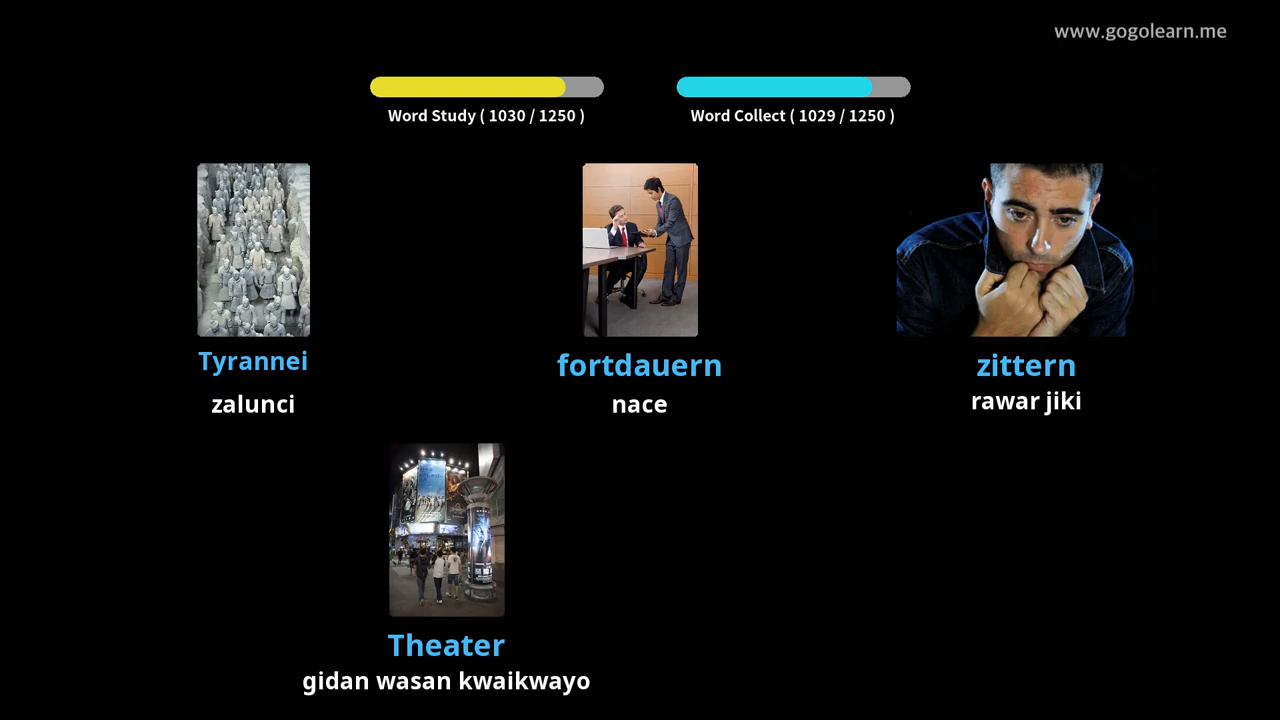 www.gogolearn.me
Word Study ( 1030 / 1250 )
Word Collect ( 1029 / 1250 )
Tyrannei
zalunci
fortdauern
nace
zittern
rawar jiki
Theater
gidan wasan kwaikwayo